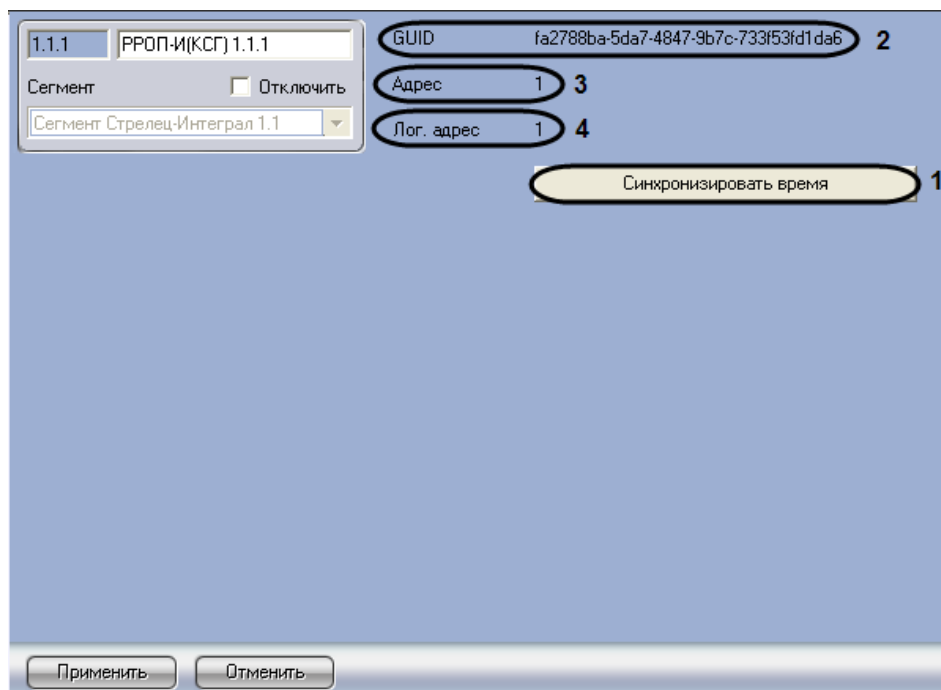 1.1.1 РРОП-И(КСГ) 1.1.1
Сегмент Отключить
Сегмент Стрелец-Интеграл 1.1
GUID fa2788ba-5da7-4847-9b7c-733f53fd1da6 2
Адрес 1 3
Лог. адрес 1 4
Синхронизировать время 1
Применить Отменить